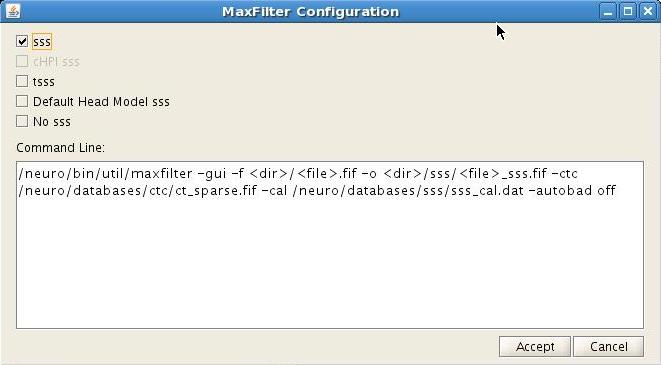 MaxFilter Configuration
sss
cHPI sss
tsss
Default Head Model sss
No sss
Command Line:
/neuro/bin/util/maxfilter -gui -f <dir>/<file>.fif -o <dir>/sss/<file>_sss.fif -ctc
/neuro/databases/ctc/ct_sparse.fif -cal /neuro/databases/sss/sss_cal.dat -autobad off
Accept Cancel